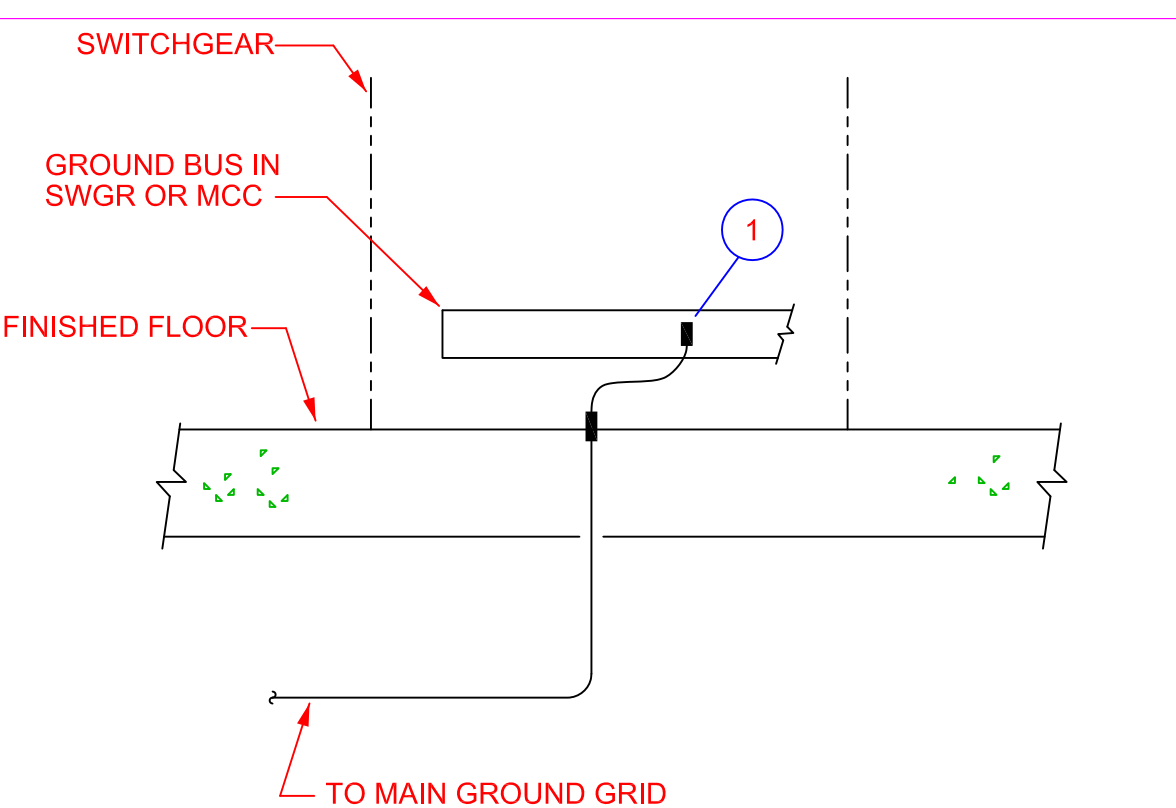 SWITCHGEAR
GROUND BUS IN
SWGR OR MCC
1
FINISHED FLOOR
TO MAIN GROUND GRID